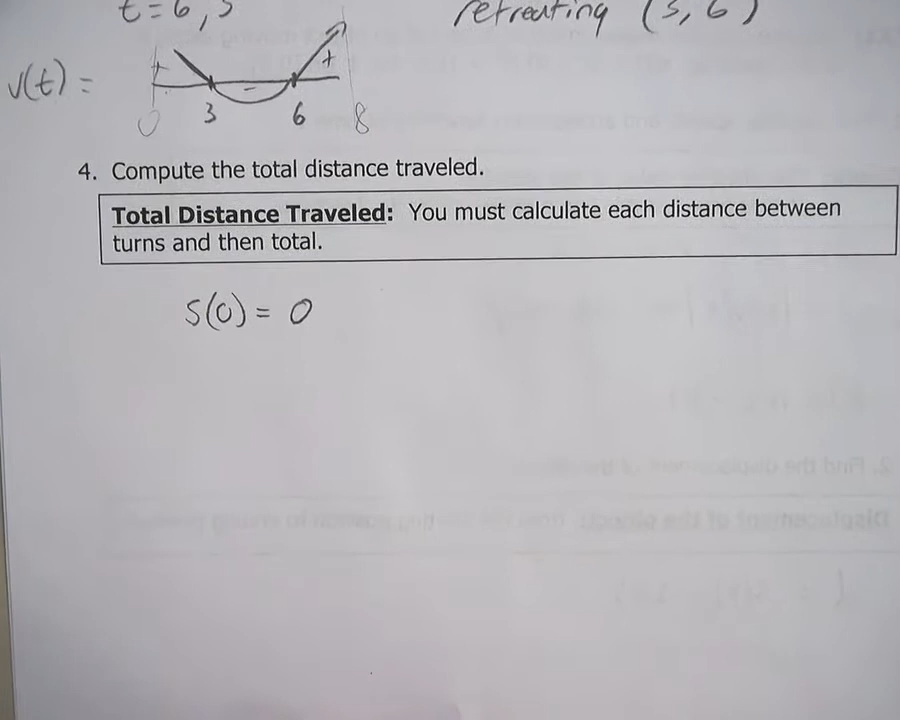 t = 6, 3
retreating (3, 6)
v(t) =
+ - +
0 3 6 8
4. Compute the total distance traveled.
Total Distance Traveled: You must calculate each distance between
turns and then total.
S(0) = 0